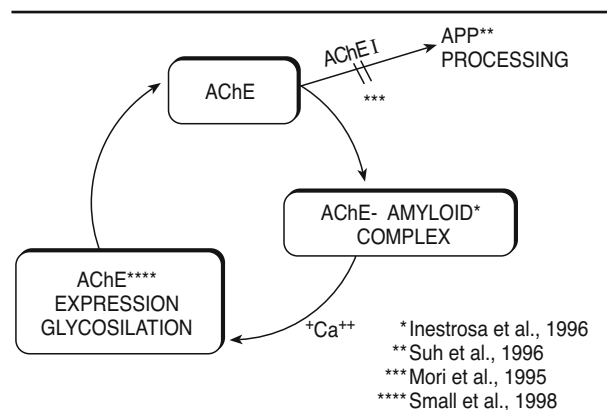 AChE I
APP**
PROCESSING
AChE
***
AChE- AMYLOID*
COMPLEX
AChE****
EXPRESSION
GLYCOSILATION
+Ca++
*Inestrosa et al., 1996
**Suh et al., 1996
***Mori et al. 1995
****Small et al., 1998